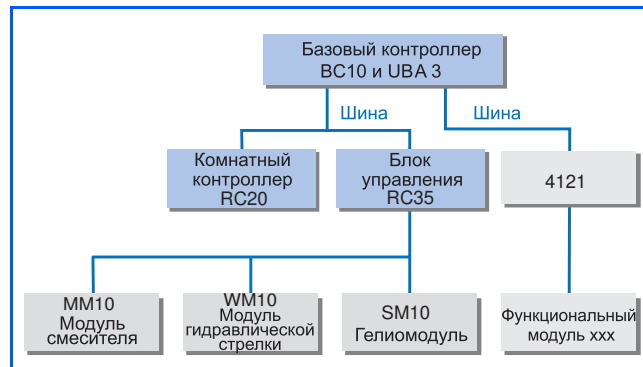 Базовый контроллер
BC10 и UBA 3
Шина
Шина
Комнатный
контроллер
RC20
Блок
управления
RC35
4121
MM10
Модуль
смесителя
WM10
Модуль
гидравлической
стрелки
SM10
Гелиомодуль
Функциональный
модуль xxx